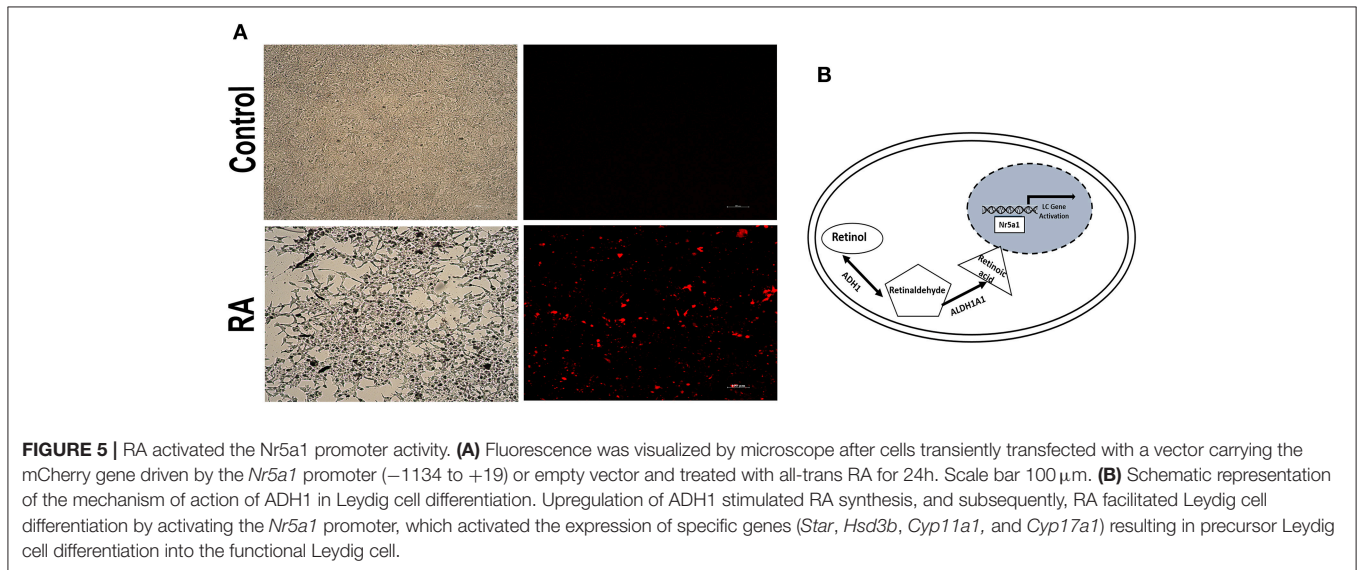 A
Control
RA
B
Retinol
ADH1
Retinaldehyde
ALDH1A1
Retinoic
acid
Nr5a1
LC Gene
Activation
FIGURE 5 | RA activated the Nr5a1 promoter activity. (A) Fluorescence was visualized by microscope after cells transiently transfected with a vector carrying the
mCherry gene driven by the Nr5a1 promoter (−1134 to +19) or empty vector and treated with all-trans RA for 24h. Scale bar 100 μm. (B) Schematic representation
of the mechanism of action of ADH1 in Leydig cell differentiation. Upregulation of ADH1 stimulated RA synthesis, and subsequently, RA facilitated Leydig cell
differentiation by activating the Nr5a1 promoter, which activated the expression of specific genes (Star, Hsd3b, Cyp11a1, and Cyp17a1) resulting in precursor Leydig
cell differentiation into the functional Leydig cell.